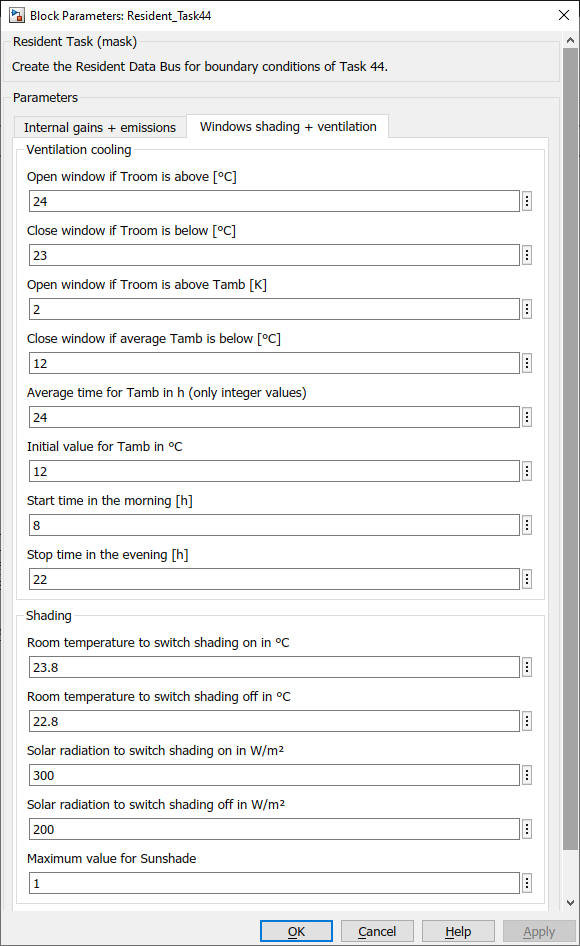 Block Parameters: Resident_Task44
Resident Task (mask)
Create the Resident Data Bus for boundary conditions of Task 44.
Parameters
Internal gains + emissions
Windows shading + ventilation
Ventilation cooling
Open window if Troom is above [°C]
24
Close window if Troom is below [°C]
23
Open window if Troom is above Tamb [K]
2
Close window if average Tamb is below [°C]
12
Average time for Tamb in h (only integer values)
24
Initial value for Tamb in °C
12
Start time in the morning [h]
8
Stop time in the evening [h]
22
Shading
Room temperature to switch shading on in °C
23.8
Room temperature to switch shading off in °C
22.8
Solar radiation to switch shading on in W/m²
300
Solar radiation to switch shading off in W/m²
200
Maximum value for Sunshade
1
OK
Cancel
Help
Apply